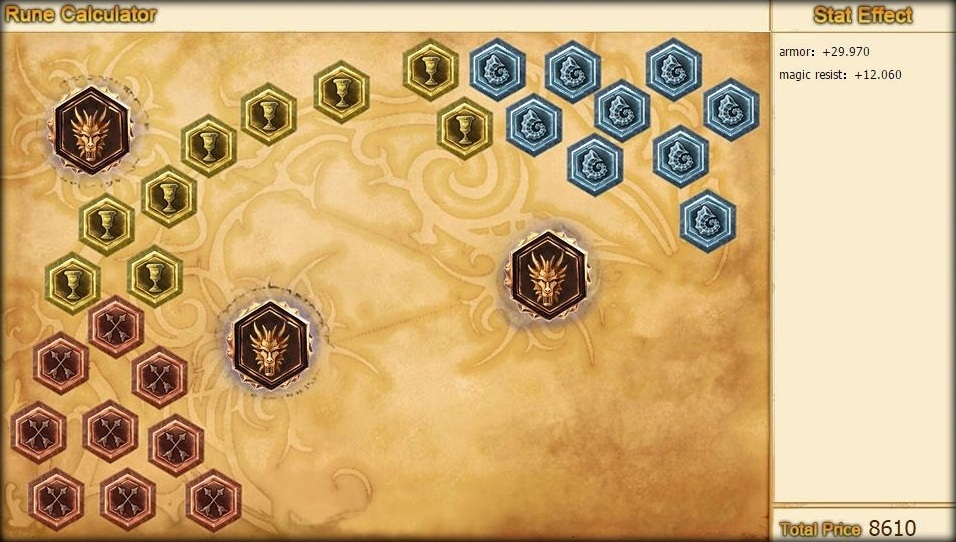 Rune Calculator
Stat Effect
armor: +29.970
magic resist: +12.060
Total Price 8610